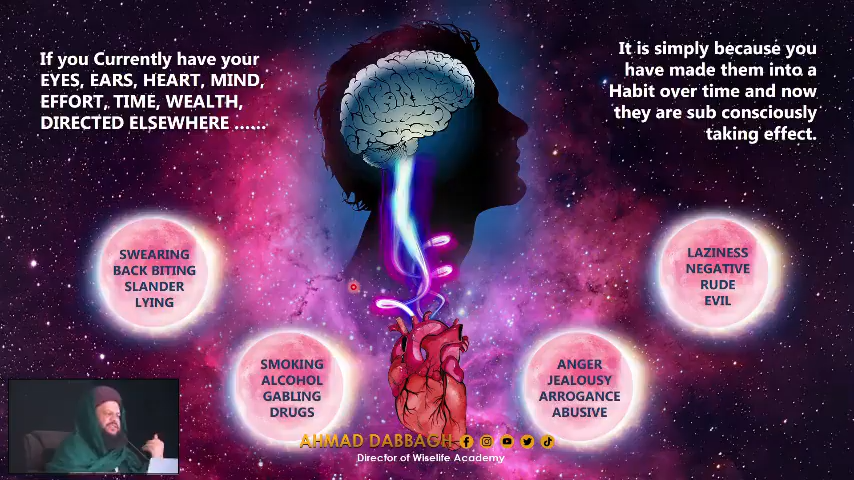 If you Currently have your
EYES, EARS, HEART, MIND,
EFFORT, TIME, WEALTH,
DIRECTED ELSEWHERE ......
It is simply because you
have made them into a
Habit over time and now
they are sub consciously
taking effect.
SWEARING
BACK BITING
SLANDER
LYING
SMOKING
ALCOHOL
GABLING
DRUGS
ANGER
JEALOUSY
ARROGANCE
ABUSIVE
LAZINESS
NEGATIVE
RUDE
EVIL
AHMAD DABBAGH
Director of Wiselife Academy